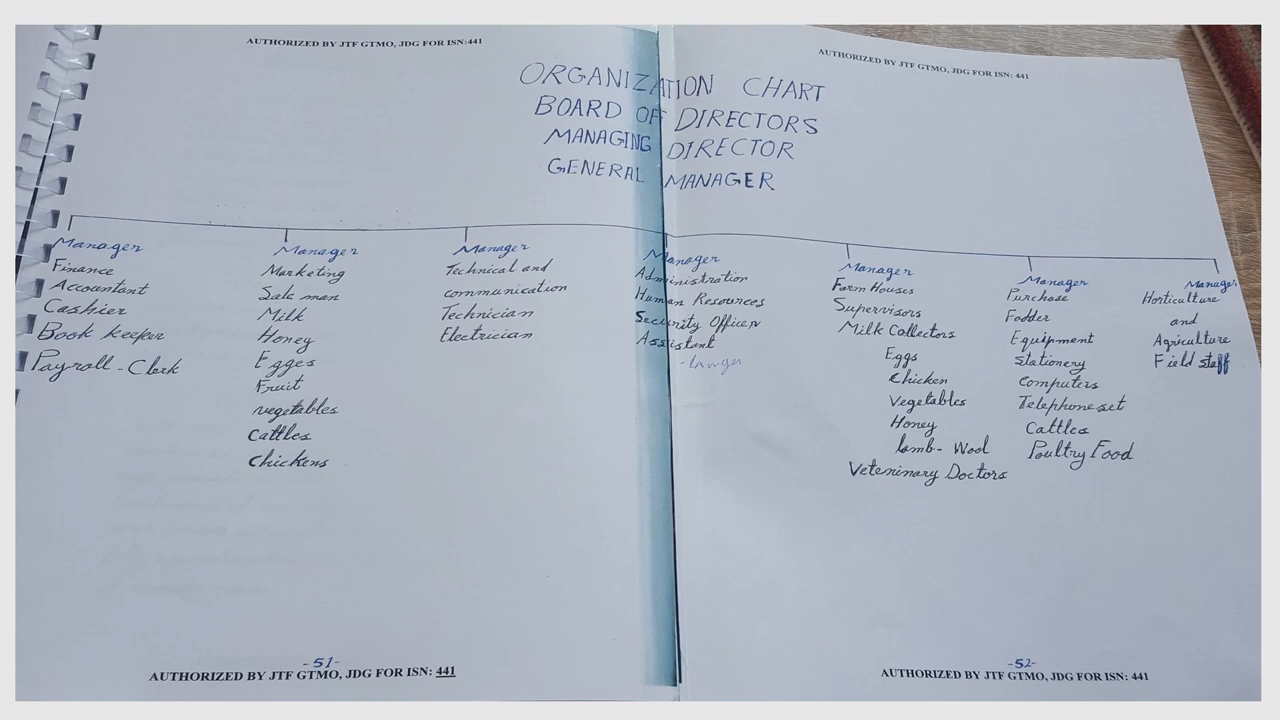 AUTHORIZED BY JTF GTMO, JDG FOR ISN:441
AUTHORIZED BY JTF GTMO, JDG FOR ISN: 441
ORGANIZATION CHART
BOARD OF DIRECTORS
MANAGING DIRECTOR
GENERAL MANAGER
Manager
Finance
Accountant
Cashier
Book keeper
Payroll-Clerk
Manager
Marketing
Sale man
Milk
Honey
Egges
Fruit
vegetables
Cattles
Chickens
Manager
Technical and
communication
Technician
Electrician
Manager
Administration
Human Resources
Security Officer
Assistant
Manager
Farm Houses
Supervisors
Milk Collectors
Eggs
Chicken
Vegetables
Honey
lamb-Wool
Veterinary Doctors
Manager
Purchase
Fodder
Equipment
Stationery
Computers
Telephone set
Cattles
Poultry Food
Manager
Horticulture
and
Agriculture
Field staff
-51-
AUTHORIZED BY JTF GTMO, JDG FOR ISN: 441
-52-
AUTHORIZED BY JTF GTMO, JDG FOR ISN: 441